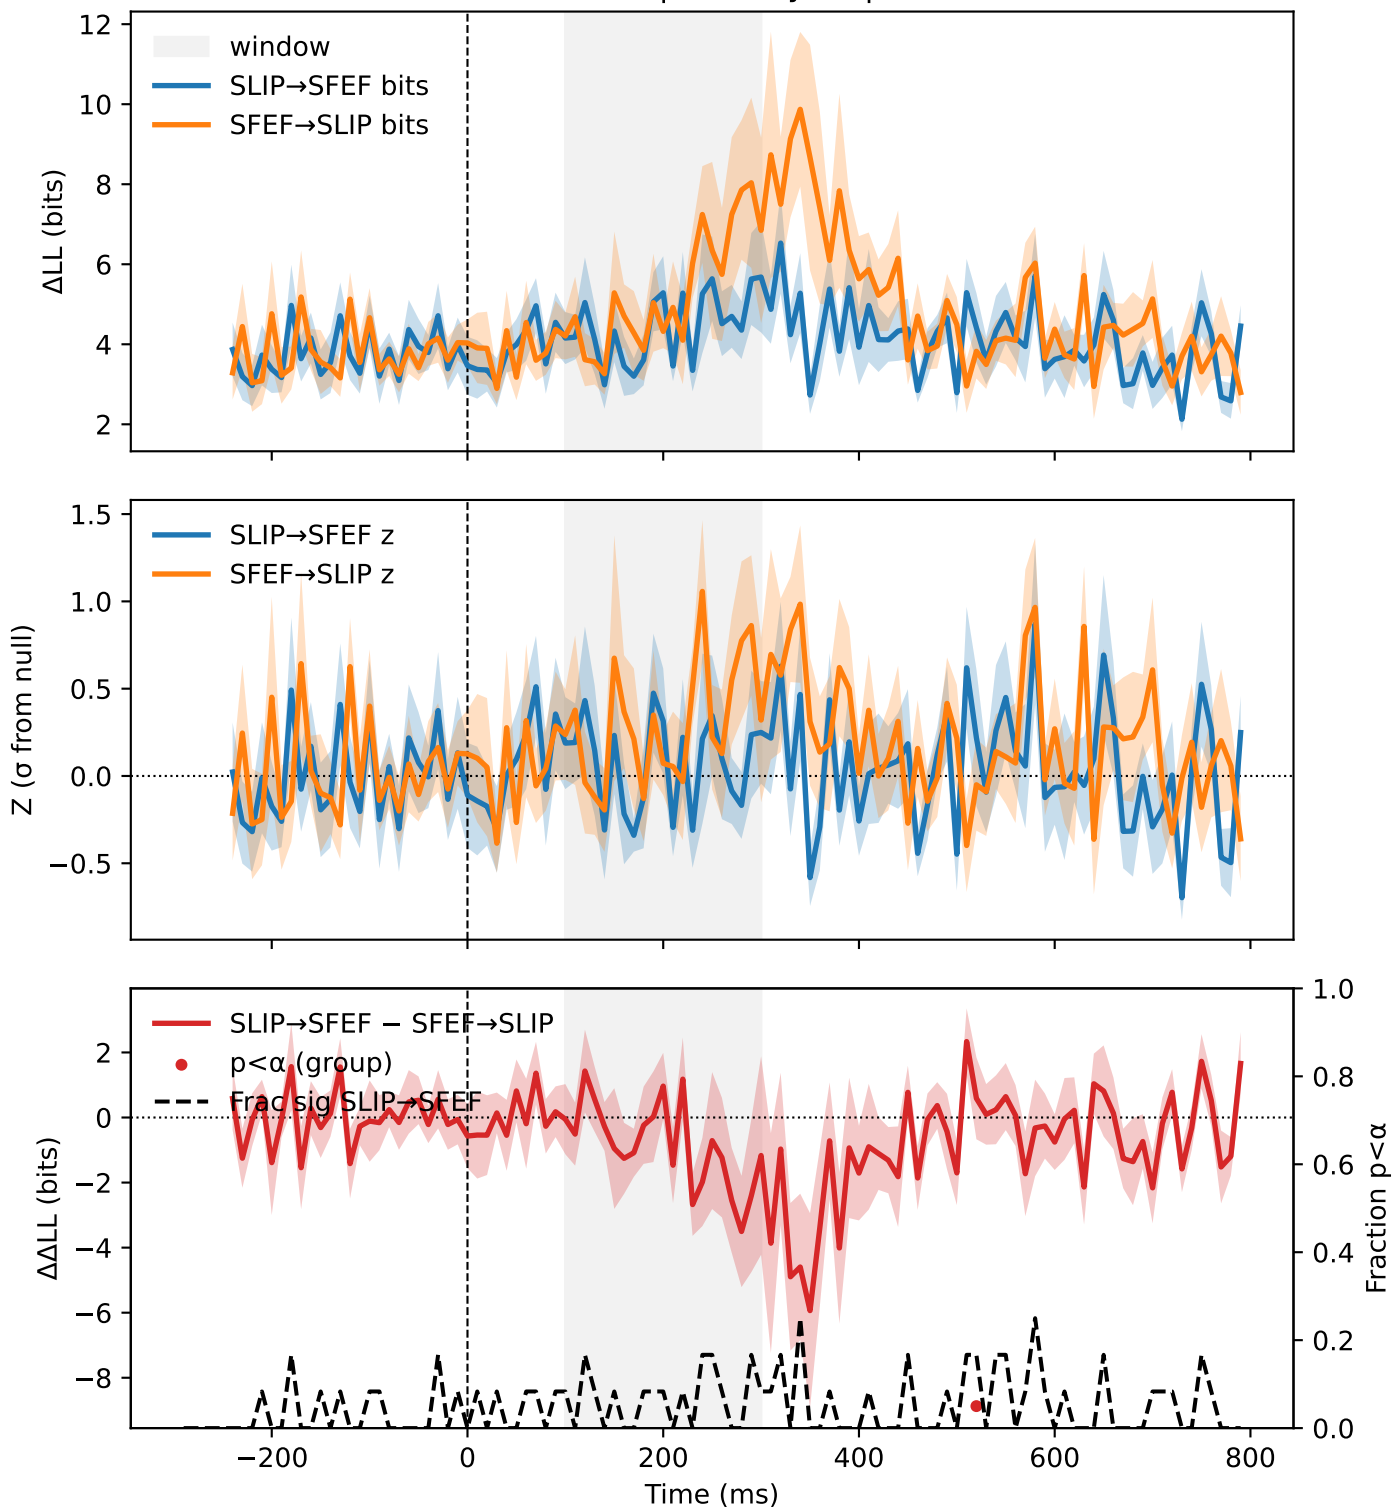 12
10
8
6
4
2
ΔLL (bits)
window
SLIP→SFEF bits
SFEF→SLIP bits
1.5
1.0
0.5
0.0
−0.5
Z (σ from null)
SLIP→SFEF z
SFEF→SLIP z
2
0
−2
−4
−6
−8
ΔΔLL (bits)
SLIP→SFEF − SFEF→SLIP
p<α (group)
Frac sig SLIP→SFEF
1.0
0.8
0.6
0.4
0.2
0.0
Fraction p<α
−200
0
200
400
600
800
Time (ms)